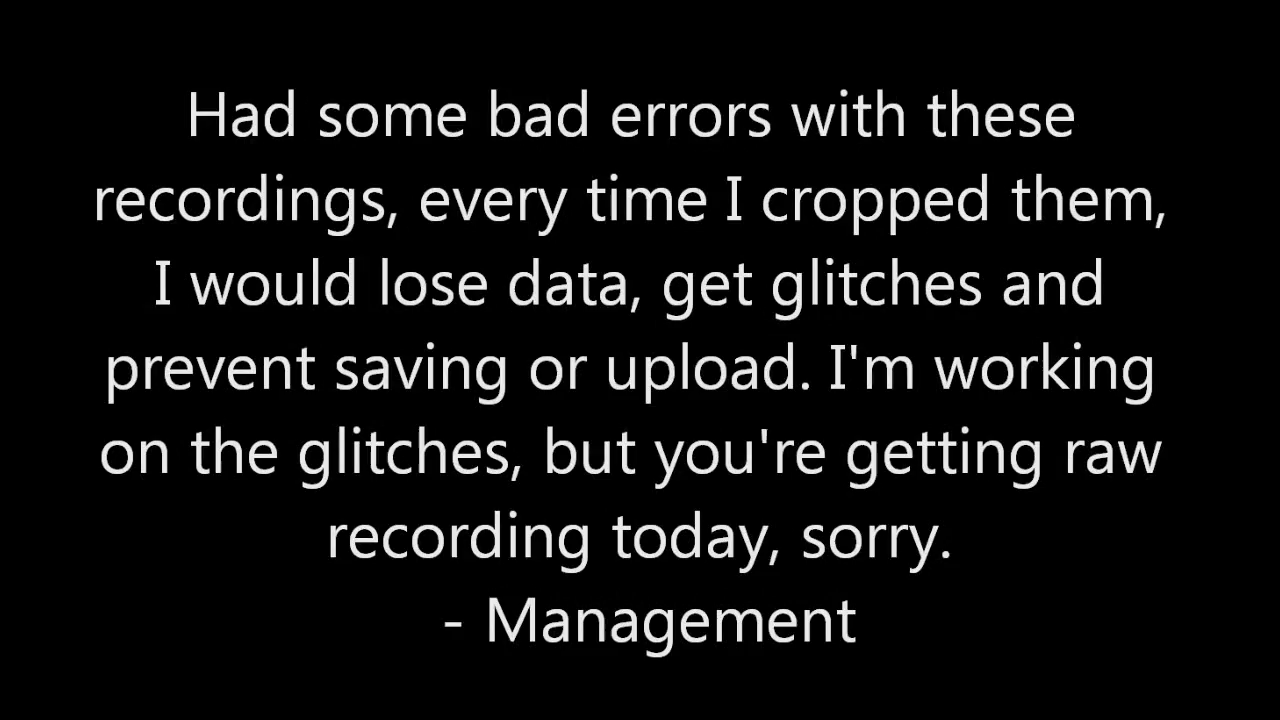 Had some bad errors with these
recordings, every time I cropped them,
I would lose data, get glitches and
prevent saving or upload. I'm working
on the glitches, but you're getting raw
recording today, sorry.
- Management